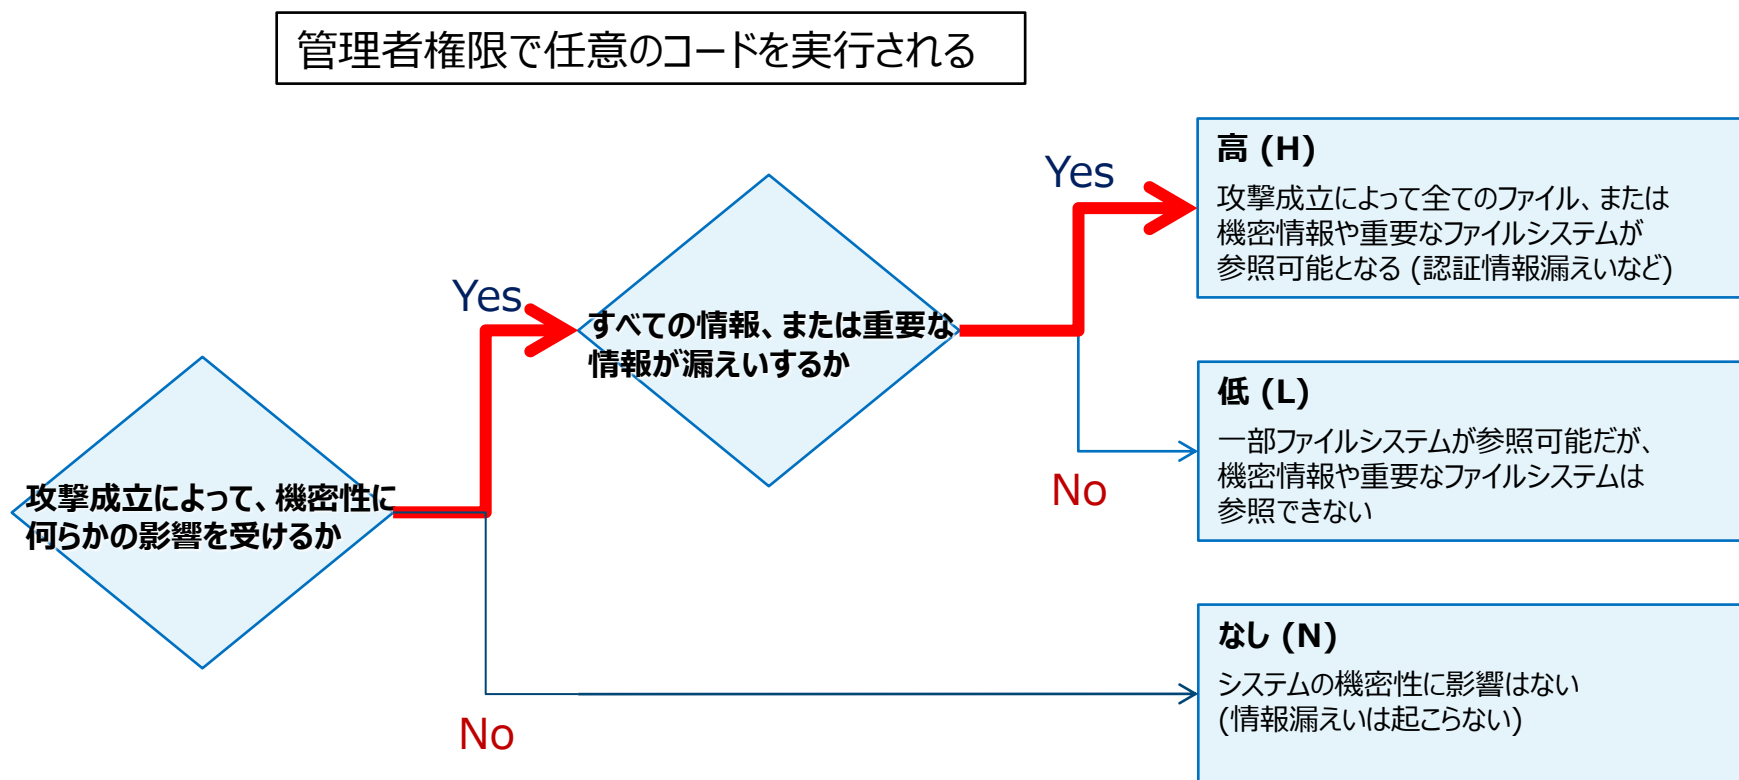 管理者権限で任意のコードを実行される
Yes
高 (H)
攻撃成立によって全てのファイル、または
機密情報や重要なファイルシステムが
参照可能となる (認証情報漏えいなど)
Yes
すべての情報、または重要な
情報が漏えいするか
低 (L)
一部ファイルシステムが参照可能だが、
機密情報や重要なファイルシステムは
参照できない
No
攻撃成立によって、機密性に
何らかの影響を受けるか
なし (N)
システムの機密性に影響はない
(情報漏えいは起こらない)
No